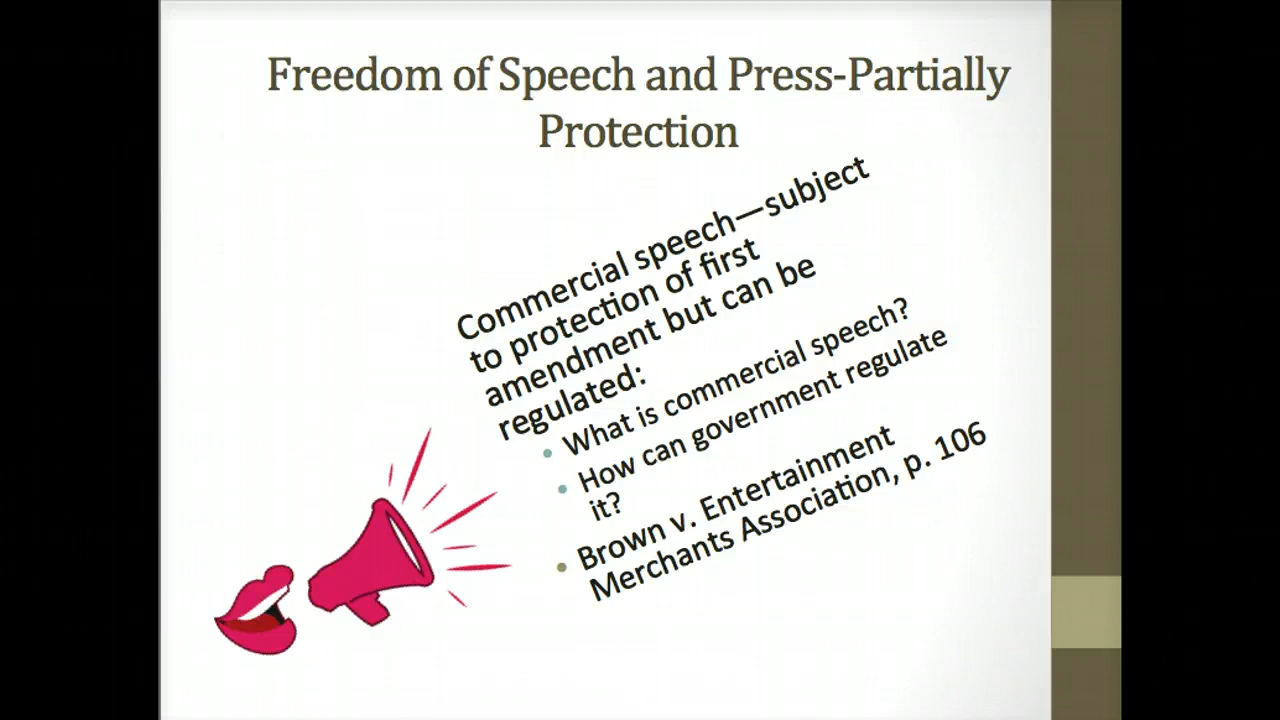 Freedom of Speech and Press-Partially
Protection
Commercial speech—subject
to protection of first
amendment but can be
regulated:
• What is commercial speech?
• How can government regulate
it?
• Brown v. Entertainment
Merchants Association, p. 106